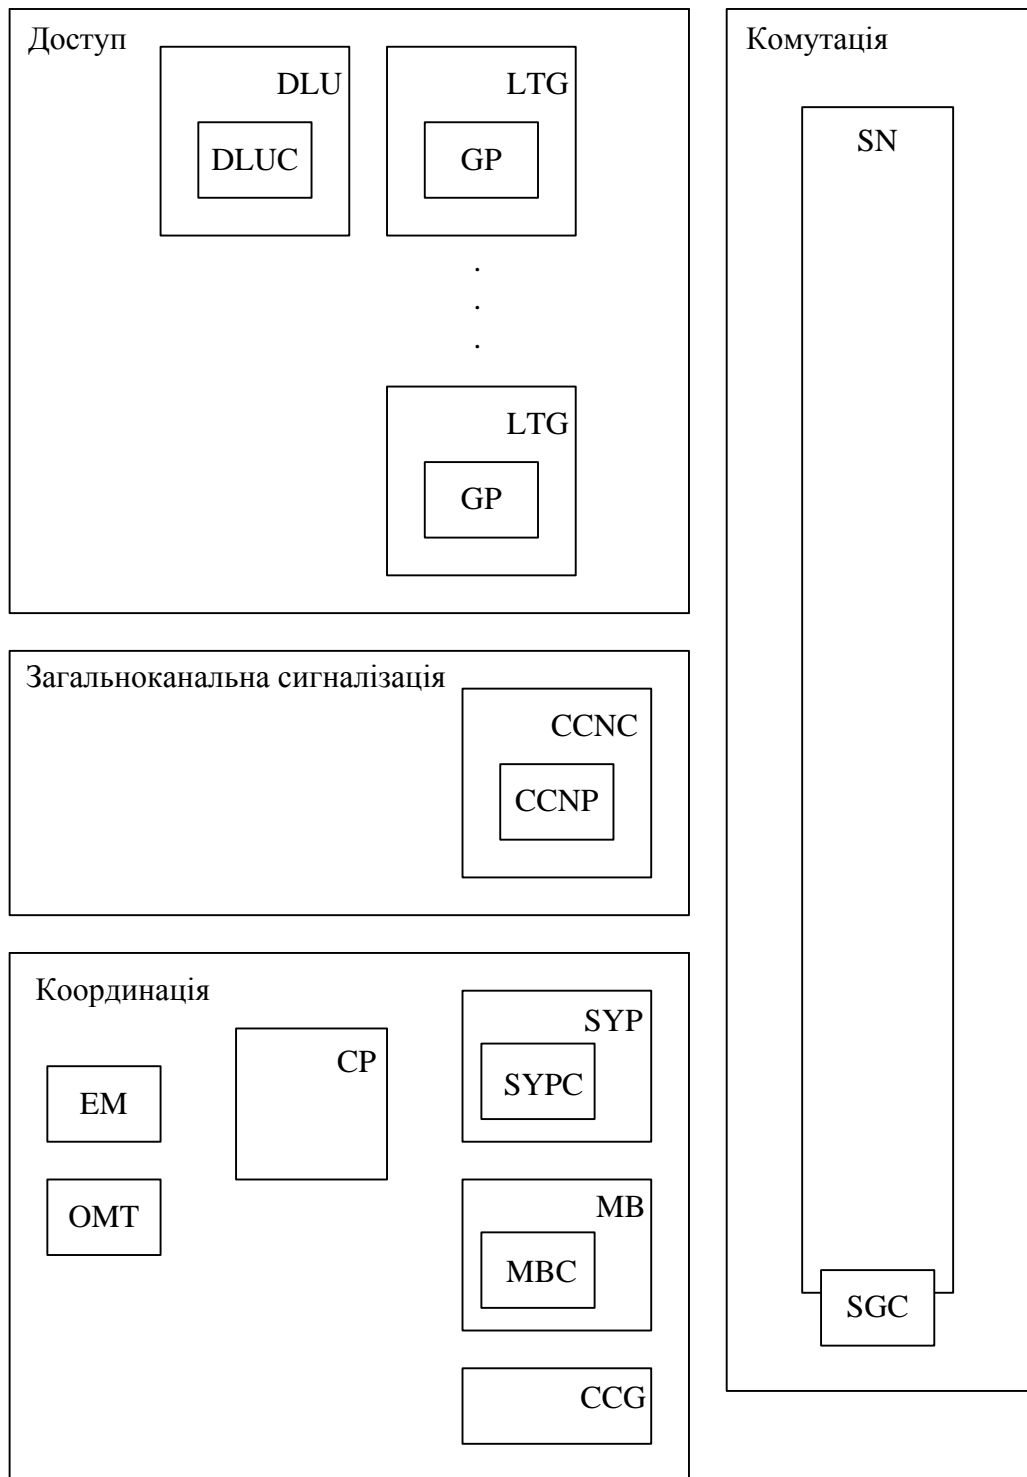 Доступ
DLU
DLUC
LTG
GP
.
.
.
LTG
GP
Загальноканальна сигналізація
CCNC
CCNP
Координація
EM
OMT
CP
SYP
SYPC
MB
MBC
CCG
Комутація
SN
SGC